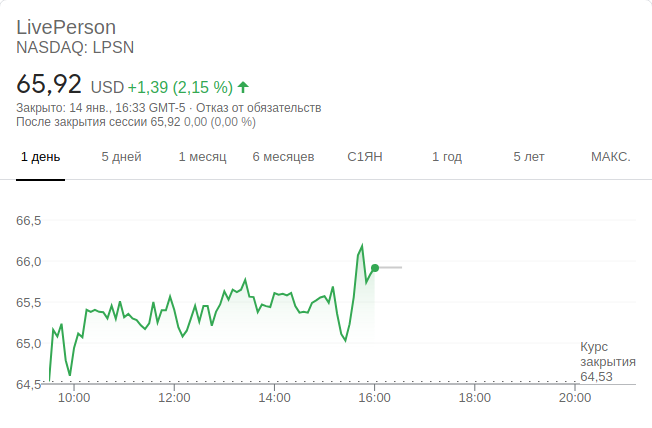 LivePerson
NASDAQ: LPSN
65,92 USD +1,39 (2,15 %)
Закрыто: 14 янв., 16:33 GMT-5 · Отказ от обязательств
После закрытия сессии 65,92 0,00 (0,00 %)
1 день 5 дней 1 месяц 6 месяцев С1ЯН 1 год 5 лет МАКС.
66,5
66,0
65,5
65,0
Курс
закрытия
64,53
64,5
10:00 12:00 14:00 16:00 18:00 20:00